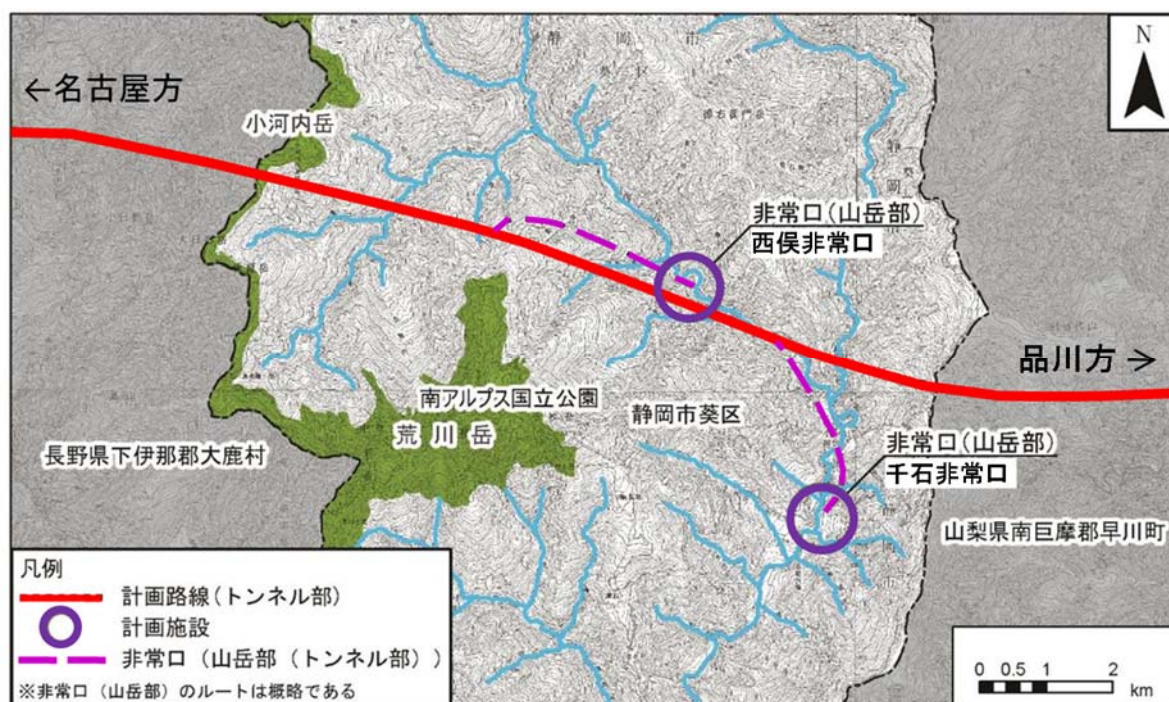 静岡市
N
←名古屋方
小河内岳
非常口(山岳部)
西俣非常口
品川方→
南アルプス国立公園
荒川岳
静岡市葵区
長野県下伊那郡大鹿村
非常口(山岳部)
千石非常口
山梨県南巨摩郡早川町
凡例
計画路線(トンネル部)
計画施設
非常口(山岳部(トンネル部))
※非常口(山岳部)のルートは概略である
0 0.5 1 2
km